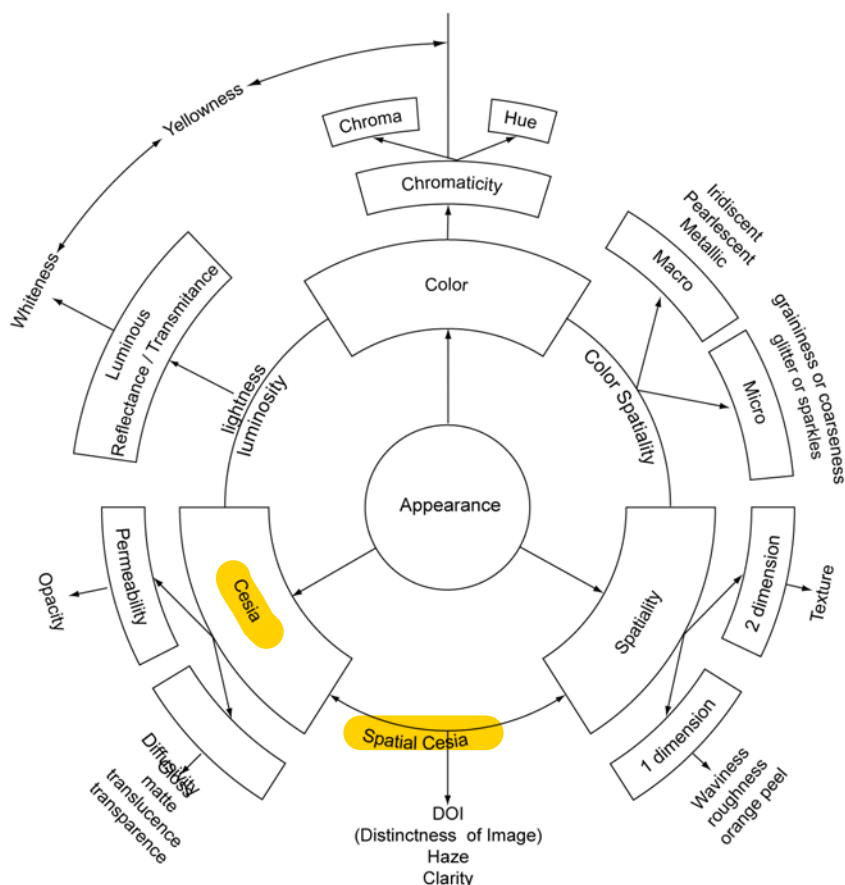 Yellowness
Whiteness
Chroma
Hue
Chromaticity
Color
Iridiscent
Pearlescent
Metallic
Macro
graininess or coarseness
glitter or sparkles
Micro
Color Spatiality
Luminous
Reflectance / Transmitance
lightness
luminosity
Appearance
Cesia
Permeability
Opacity
Diffusivity
Gloss
matte
translucence
transparence
Spatial Cesia
DOI
(Distinctness of Image)
Haze
Clarity
Spatiality
2 dimension
Texture
1 dimension
Waviness
roughness
orange peel